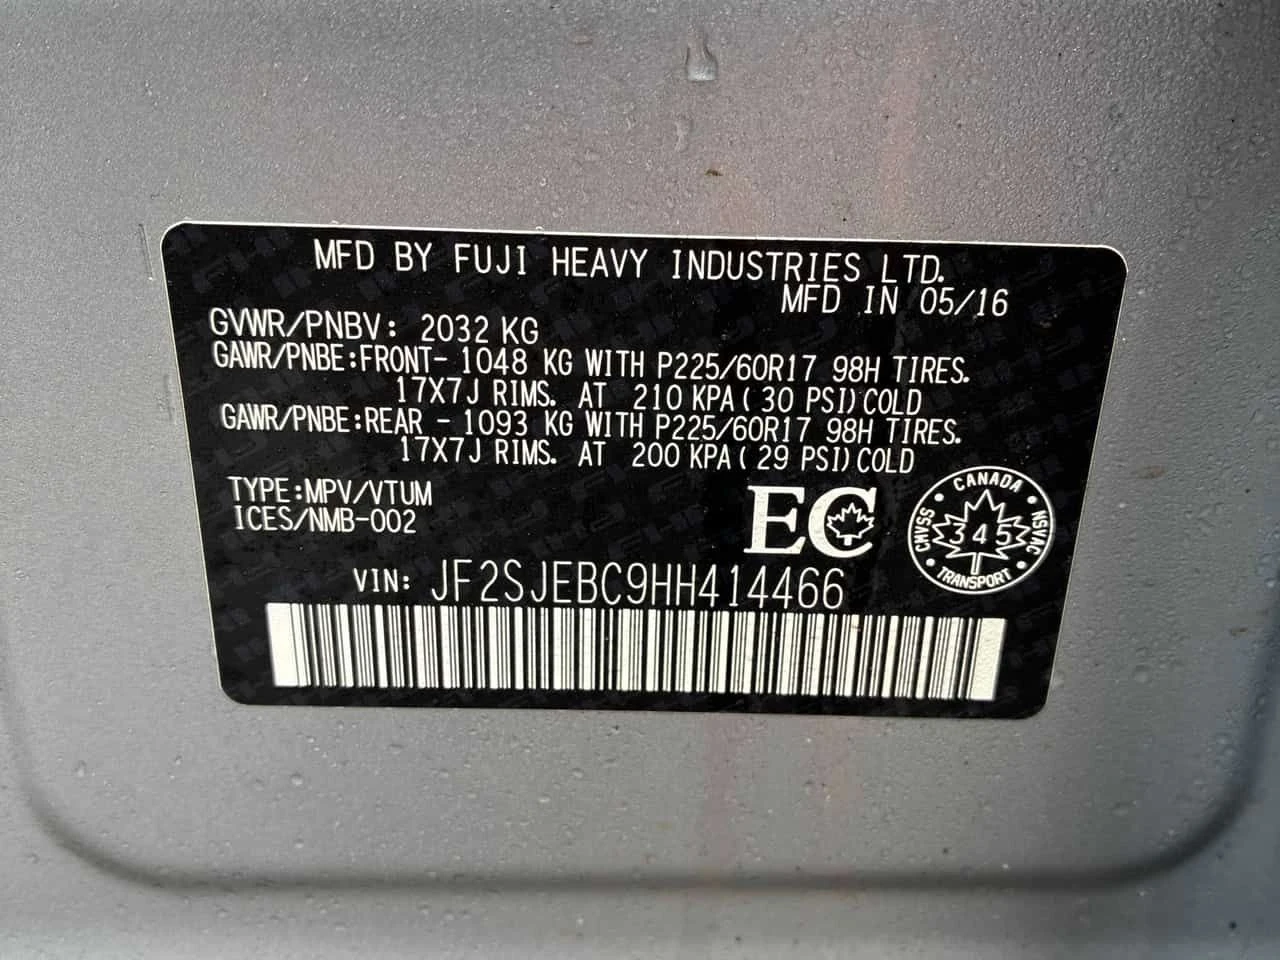 MFD BY FUJI HEAVY INDUSTRIES LTD.
MFD IN 05/16
GVWR/PNBV: 2032 KG
GAWR/PNBE:FRONT- 1048 KG WITH P225/60R17 98H TIRES.
17X7J RIMS. AT 210 KPA( 30 PSI)COLD
GAWR/PNBE:REAR - 1093 KG WITH P225/60R17 98H TIRES.
17X7J RIMS. AT 200 KPA( 29 PSI)COLD
TYPE:MPV/VTUM
ICES/NMB-002
EC
CANADA
CMVSS 345 NSVAC
TRANSPORT
VIN: JF2SJEBC9HH414466